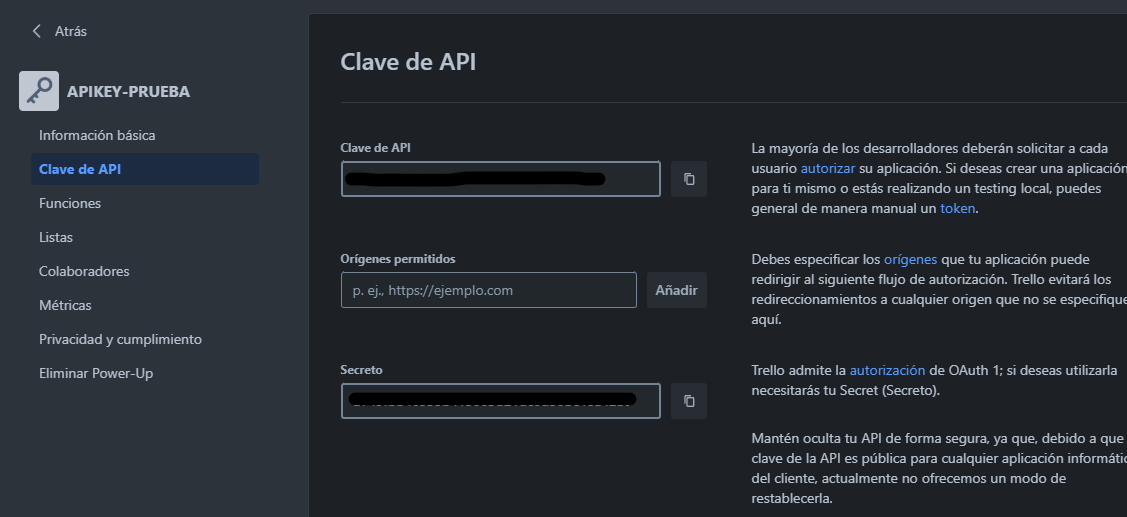 Atrás
APIKEY-PRUEBA
Información básica
Clave de API
Funciones
Listas
Colaboradores
Métricas
Privacidad y cumplimiento
Eliminar Power-Up
Clave de API
Clave de API
La mayoría de los desarrolladores deberán solicitar a cada
usuario autorizar su aplicación. Si deseas crear una aplicación
para ti mismo o estás realizando un testing local, puedes
general de manera manual un token.
Orígenes permitidos
p. ej., https://ejemplo.com
Añadir
Debes especificar los orígenes que tu aplicación puede
redirigir al siguiente flujo de autorización. Trello evitará los
redireccionamientos a cualquier origen que no se especifique
aquí.
Secreto
Trello admite la autorización de OAuth 1; si deseas utilizarla
necesitarás tu Secret (Secreto).
Mantén oculta tu API de forma segura, ya que, debido a que
clave de la API es pública para cualquier aplicación informátic
del cliente, actualmente no ofrecemos un modo de
restablecerla.